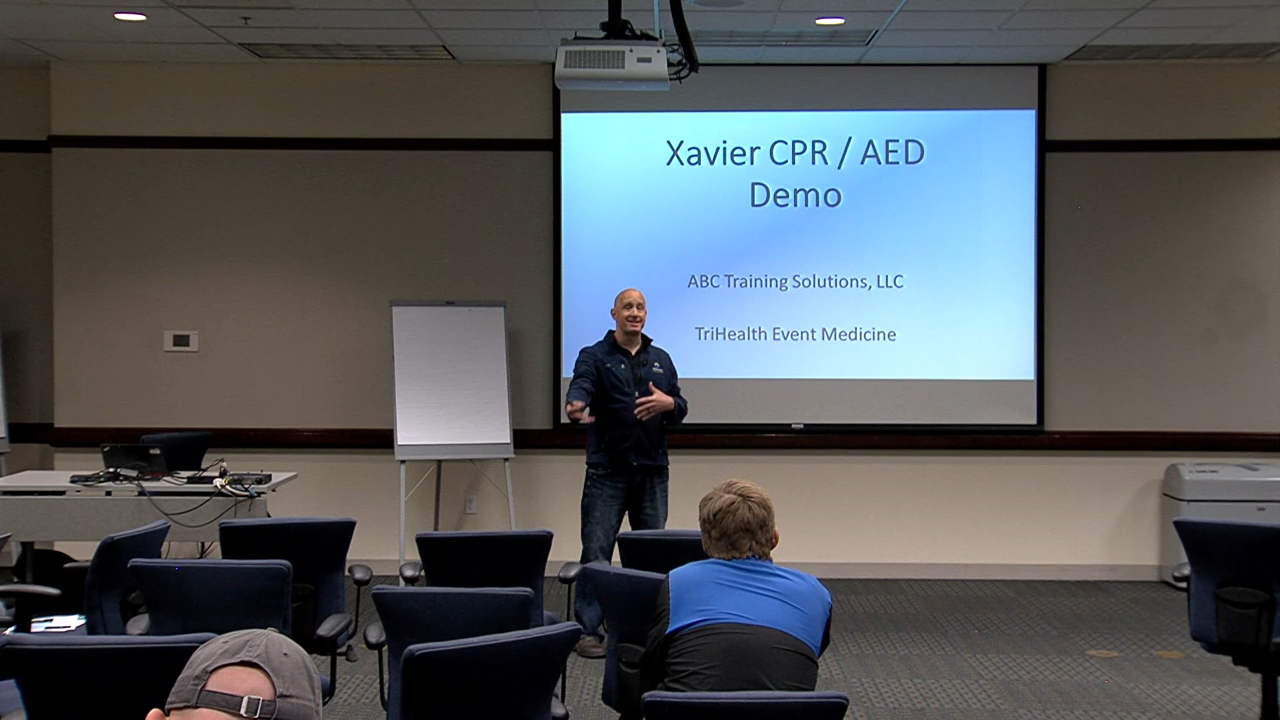 Xavier CPR / AED
Demo
ABC Training Solutions, LLC
TriHealth Event Medicine